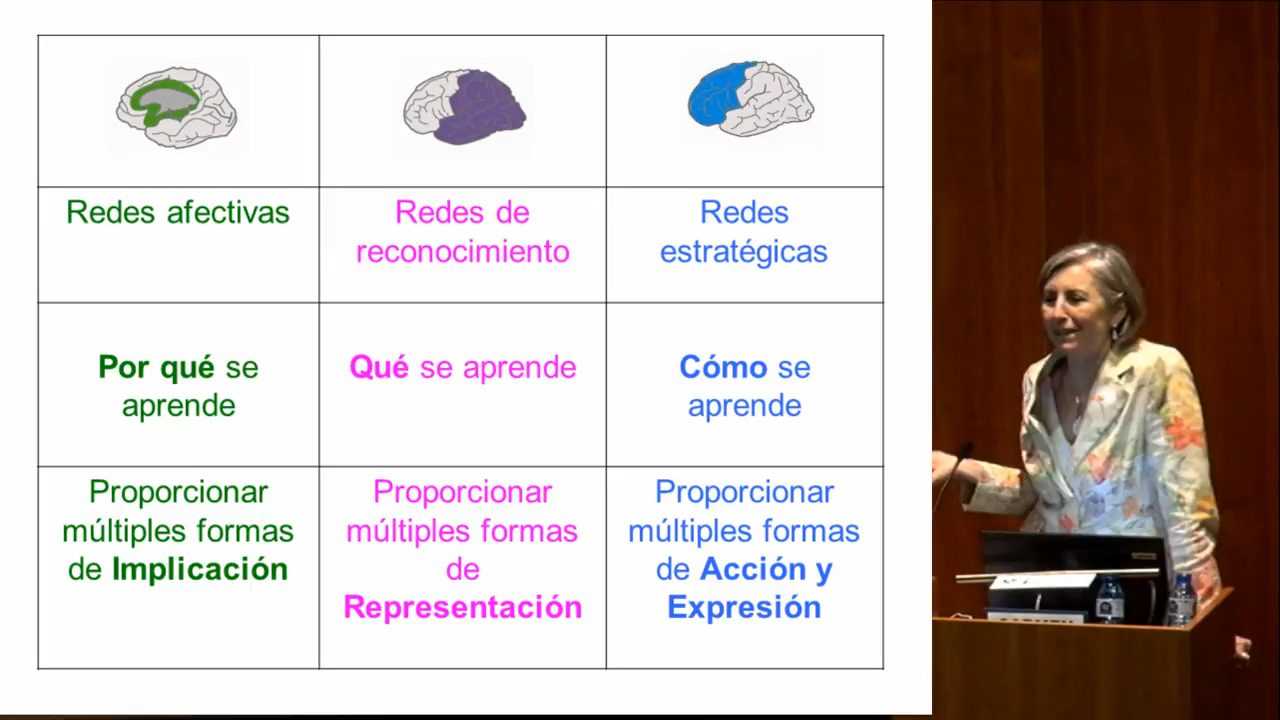 Redes afectivas
Redes de
reconocimiento
Redes
estratégicas
Por qué se
aprende
Qué se aprende
Cómo se
aprende
Proporcionar
múltiples formas
de Implicación
Proporcionar
múltiples formas
de
Representación
Proporcionar
múltiples formas
de Acción y
Expresión